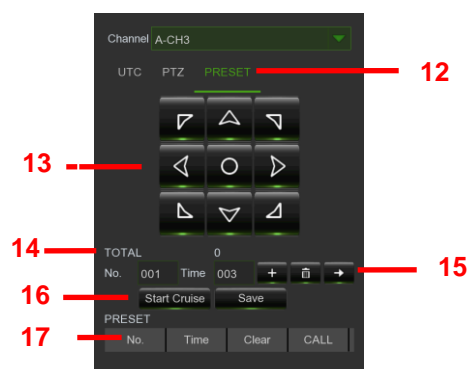 Channel A-CH3
UTC PTZ PRESET 12
13
14 TOTAL 0
No. 001 Time 003 + 15
16 Start Cruise Save
PRESET
17 No. Time Clear CALL